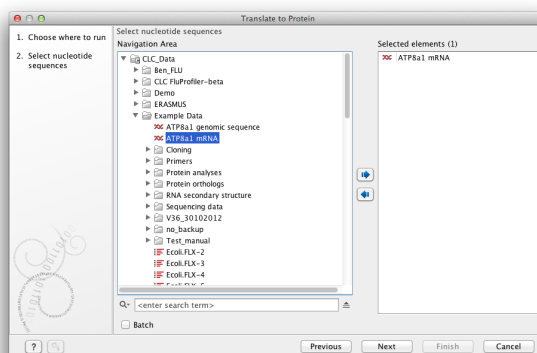 Translate to Protein
1. Choose where to run
2. Select nucleotide
sequences
Select nucleotide sequences
Navigation Area
CLC_Data
Ben_FLU
CLC FluProfiler-beta
Demo
ERASMUS
Example Data
ATP8a1 genomic sequence
ATP8a1 mRNA
Cloning
Primers
Protein analyses
Protein orthologs
RNA secondary structure
Sequencing data
V36_30102012
no_backup
Test_manual
Ecoli.FLX-2
Ecoli.FLX-3
Ecoli.FLX-4
Selected elements (1)
ATP8a1 mRNA
<enter search term>
Batch
?
Previous
Next
Finish
Cancel